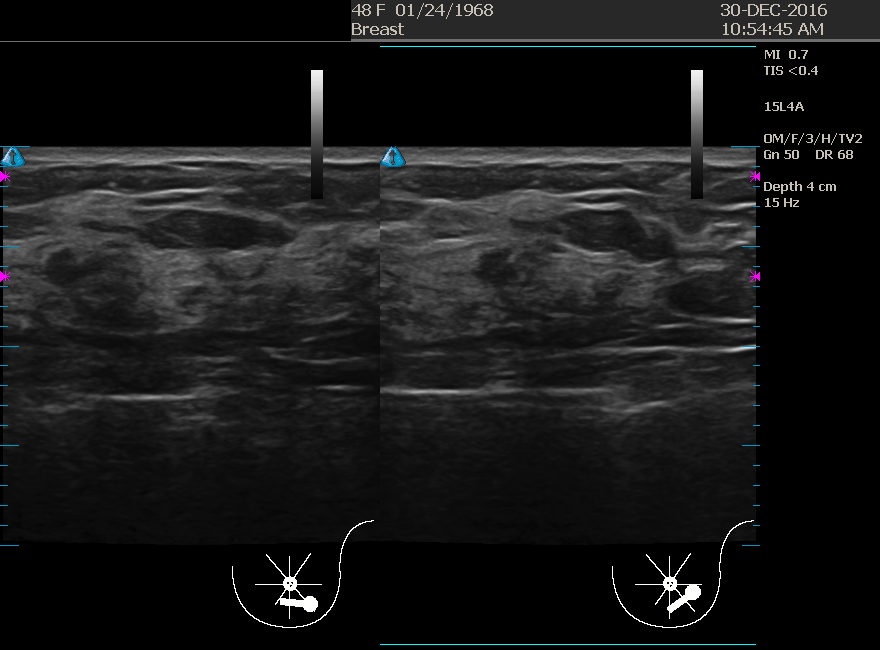 48 F 01/24/1968 30-DEC-2016
Breast 10:54:45 AM
MI 0.7
TIS <0.4
15L4A
OM/F/3/H/TV2
Gn 50 DR 68
Depth 4 cm
15 Hz